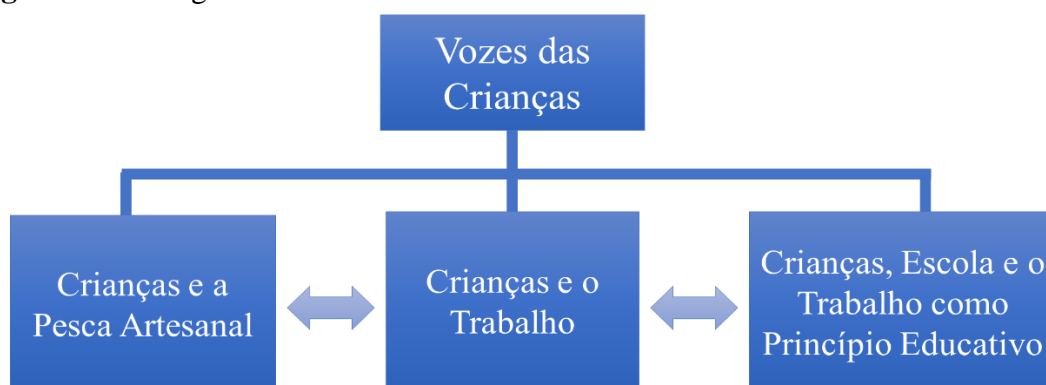 Vozes das
Crianças
Crianças e a
Pesca Artesanal
Crianças e o
Trabalho
Crianças, Escola e o
Trabalho como
Princípio Educativo